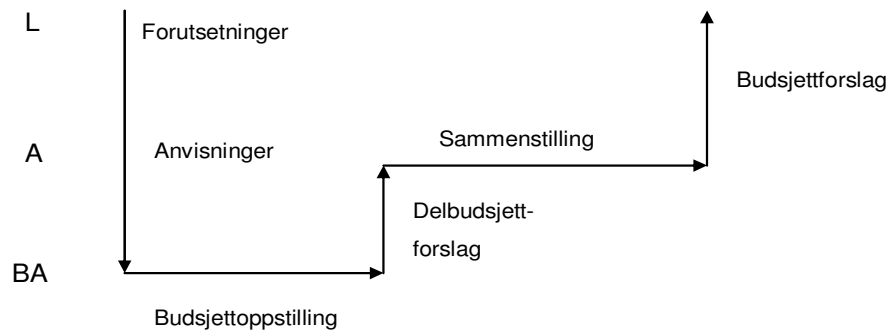 L
Forutsetninger
Budsjettforslag
Sammenstilling
A
Anvisninger
Delbudsjett-
forslag
BA
Budsjettoppstilling